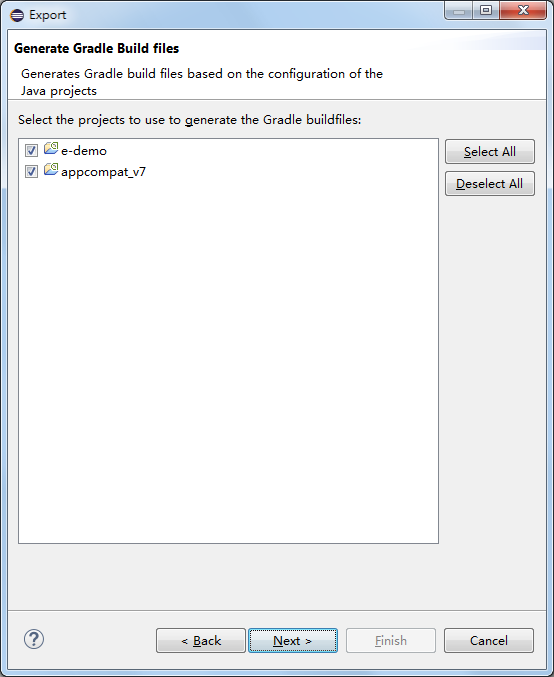 Export
Generate Gradle Build files
Generates Gradle build files based on the configuration of the
Java projects
Select the projects to use to generate the Gradle buildfiles:
e-demo
appcompat_v7
Select All
Deselect All
?
< Back
Next >
Finish
Cancel